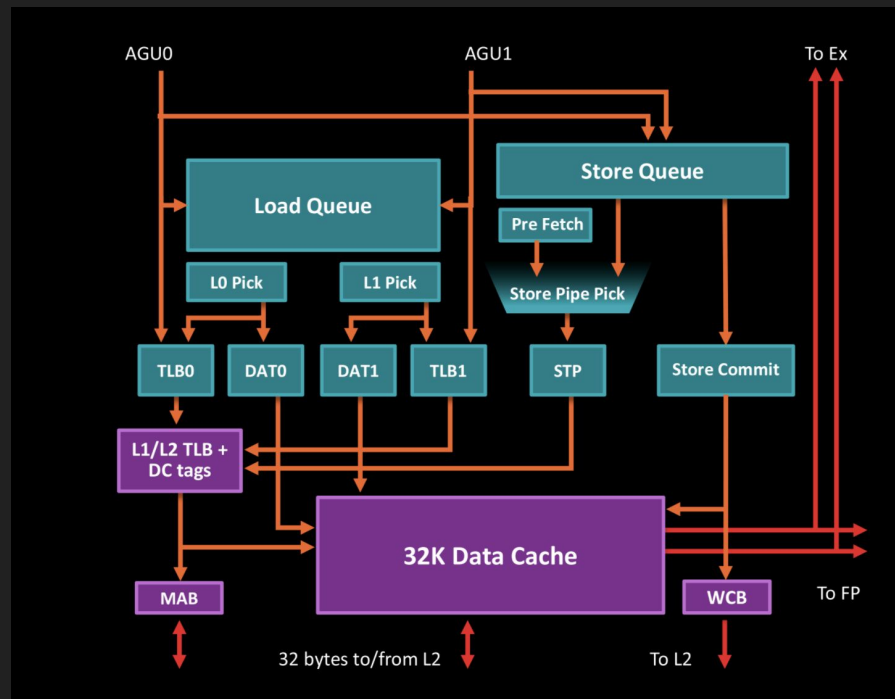 AGU0
AGU1
To Ex
Load Queue
Store Queue
Pre Fetch
L0 Pick
L1 Pick
Store Pipe Pick
TLB0
DAT0
DAT1
TLB1
STP
Store Commit
L1/L2 TLB +
DC tags
32K Data Cache
MAB
WCB
To FP
32 bytes to/from L2
To L2